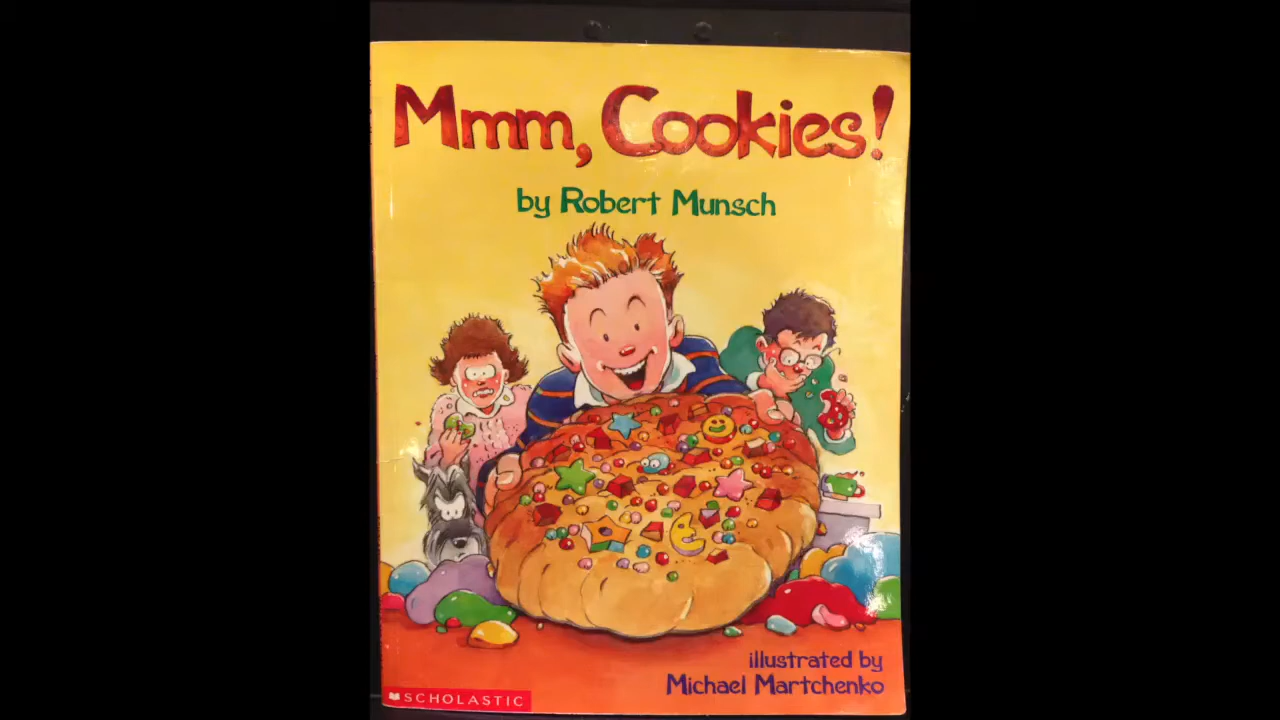 Mmm, Cookies!
by Robert Munsch
illustrated by
Michael Martchenko
SCHOLASTIC